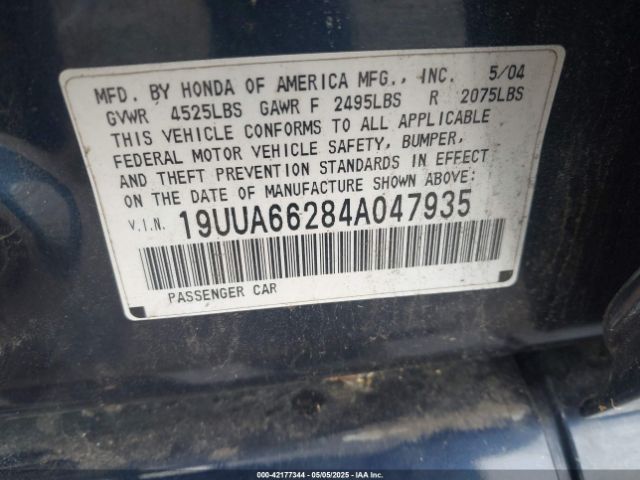 MFD. BY HONDA OF AMERICA MFG., INC. 5/04
GVWR 4525LBS GAWR F 2495LBS R 2075LBS
THIS VEHICLE CONFORMS TO ALL APPLICABLE
FEDERAL MOTOR VEHICLE SAFETY, BUMPER,
AND THEFT PREVENTION STANDARDS IN EFFECT
ON THE DATE OF MANUFACTURE SHOWN ABOVE:
V.I.N. 19UUA66284A047935
PASSENGER CAR
000-42177344 - 05/05/2025 - IAA Inc.